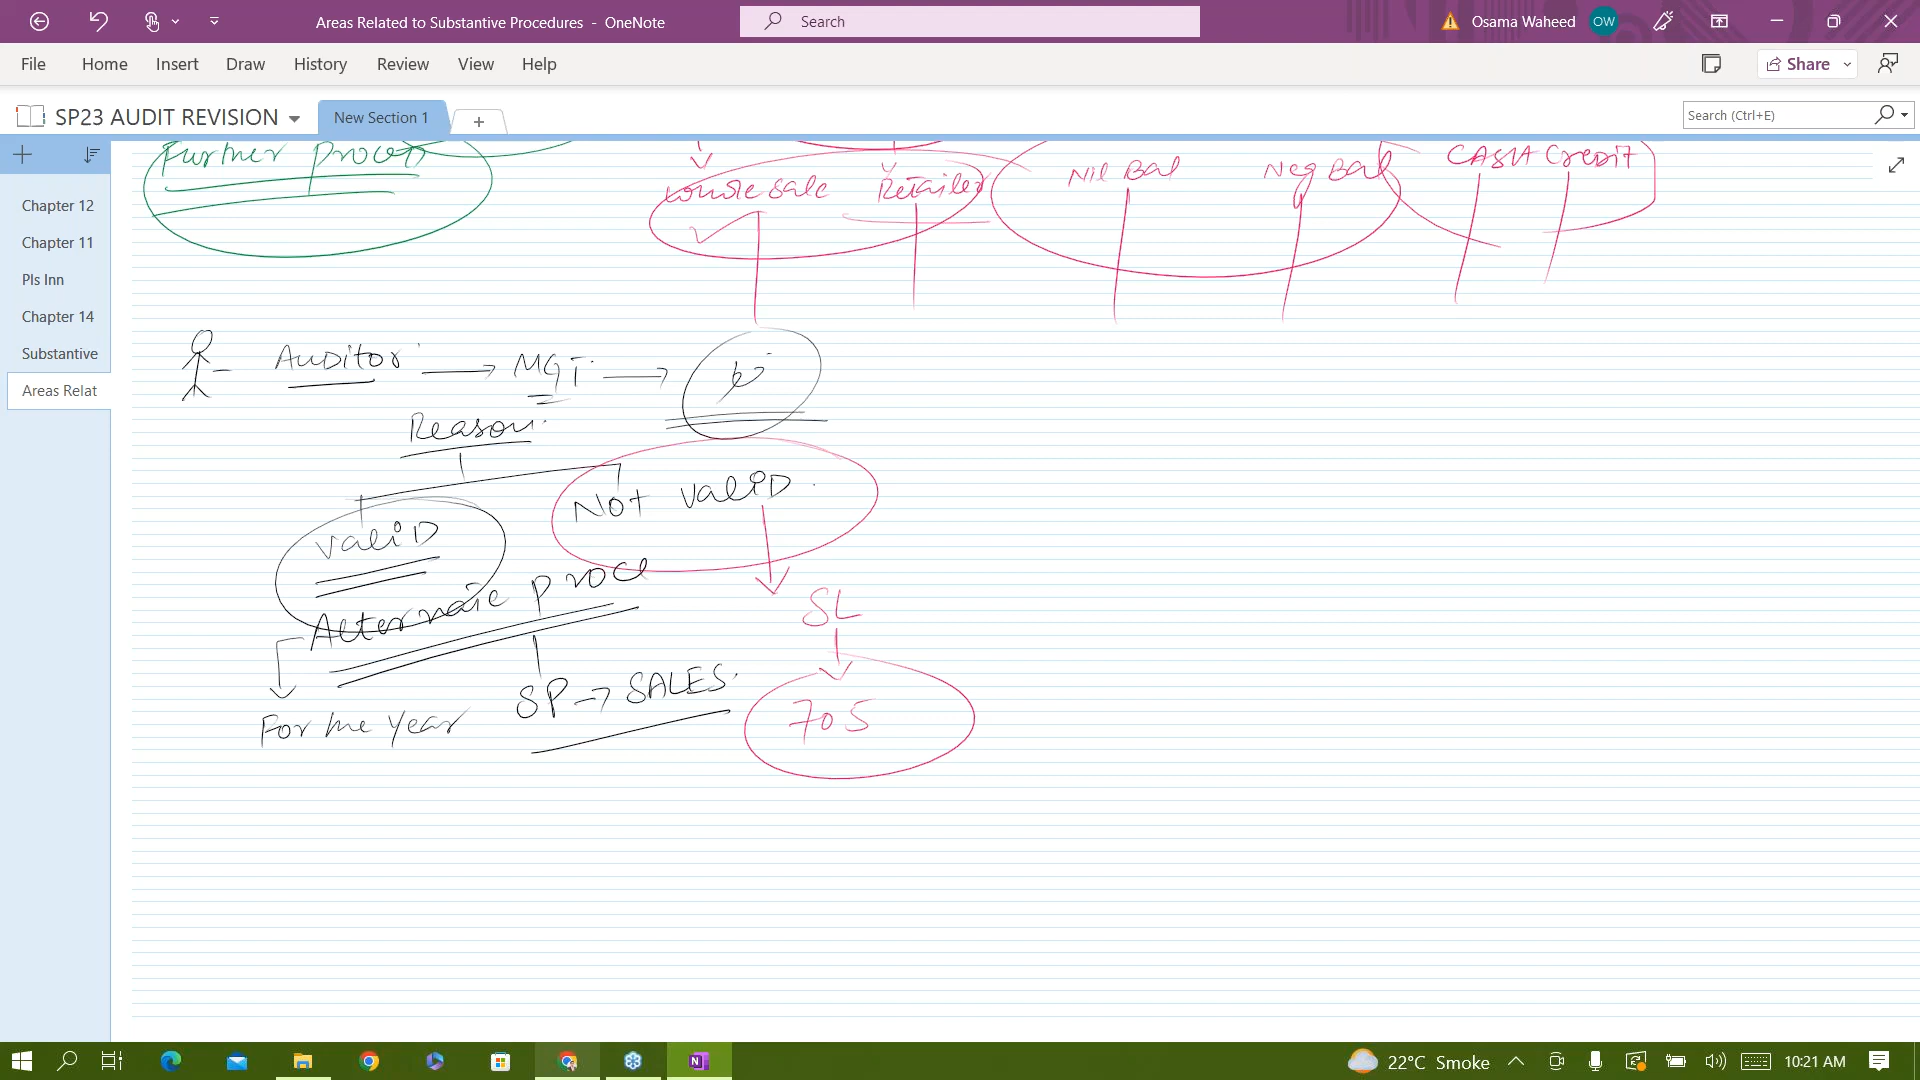 Areas Related to Substantive Procedures - OneNote
Search
Osama Waheed OW
File Home Insert Draw History Review View Help
Share
SP23 AUDIT REVISION
New Section 1
Search (Ctrl+E)
Chapter 12
Chapter 11
PIs Inn
Chapter 14
Substantive
Areas Relat
Further Proces
wholesale Retailer Nil Bal Neg Bal CASH Credit
Auditor → MGT →
Reason
Valid Not valid
Alternate proce
SL
For the Year SP → SALES
705
22°C Smoke 10:21 AM